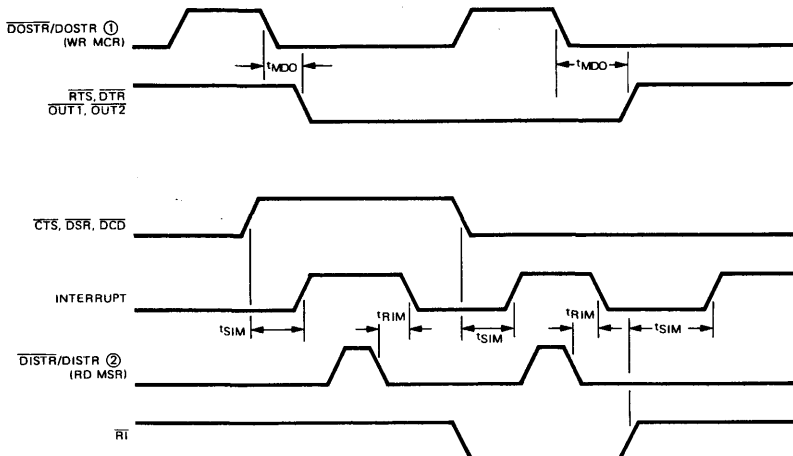 DOSTR/DOSTR ①
(WR MCR)
tMDO
tMDO
RTS, DTR
OUT1, OUT2
CTS, DSR, DCD
INTERRUPT
tSIM
tRIM
tSIM
tRIM
tSIM
DISTR/DISTR ②
(RD MSR)
RI